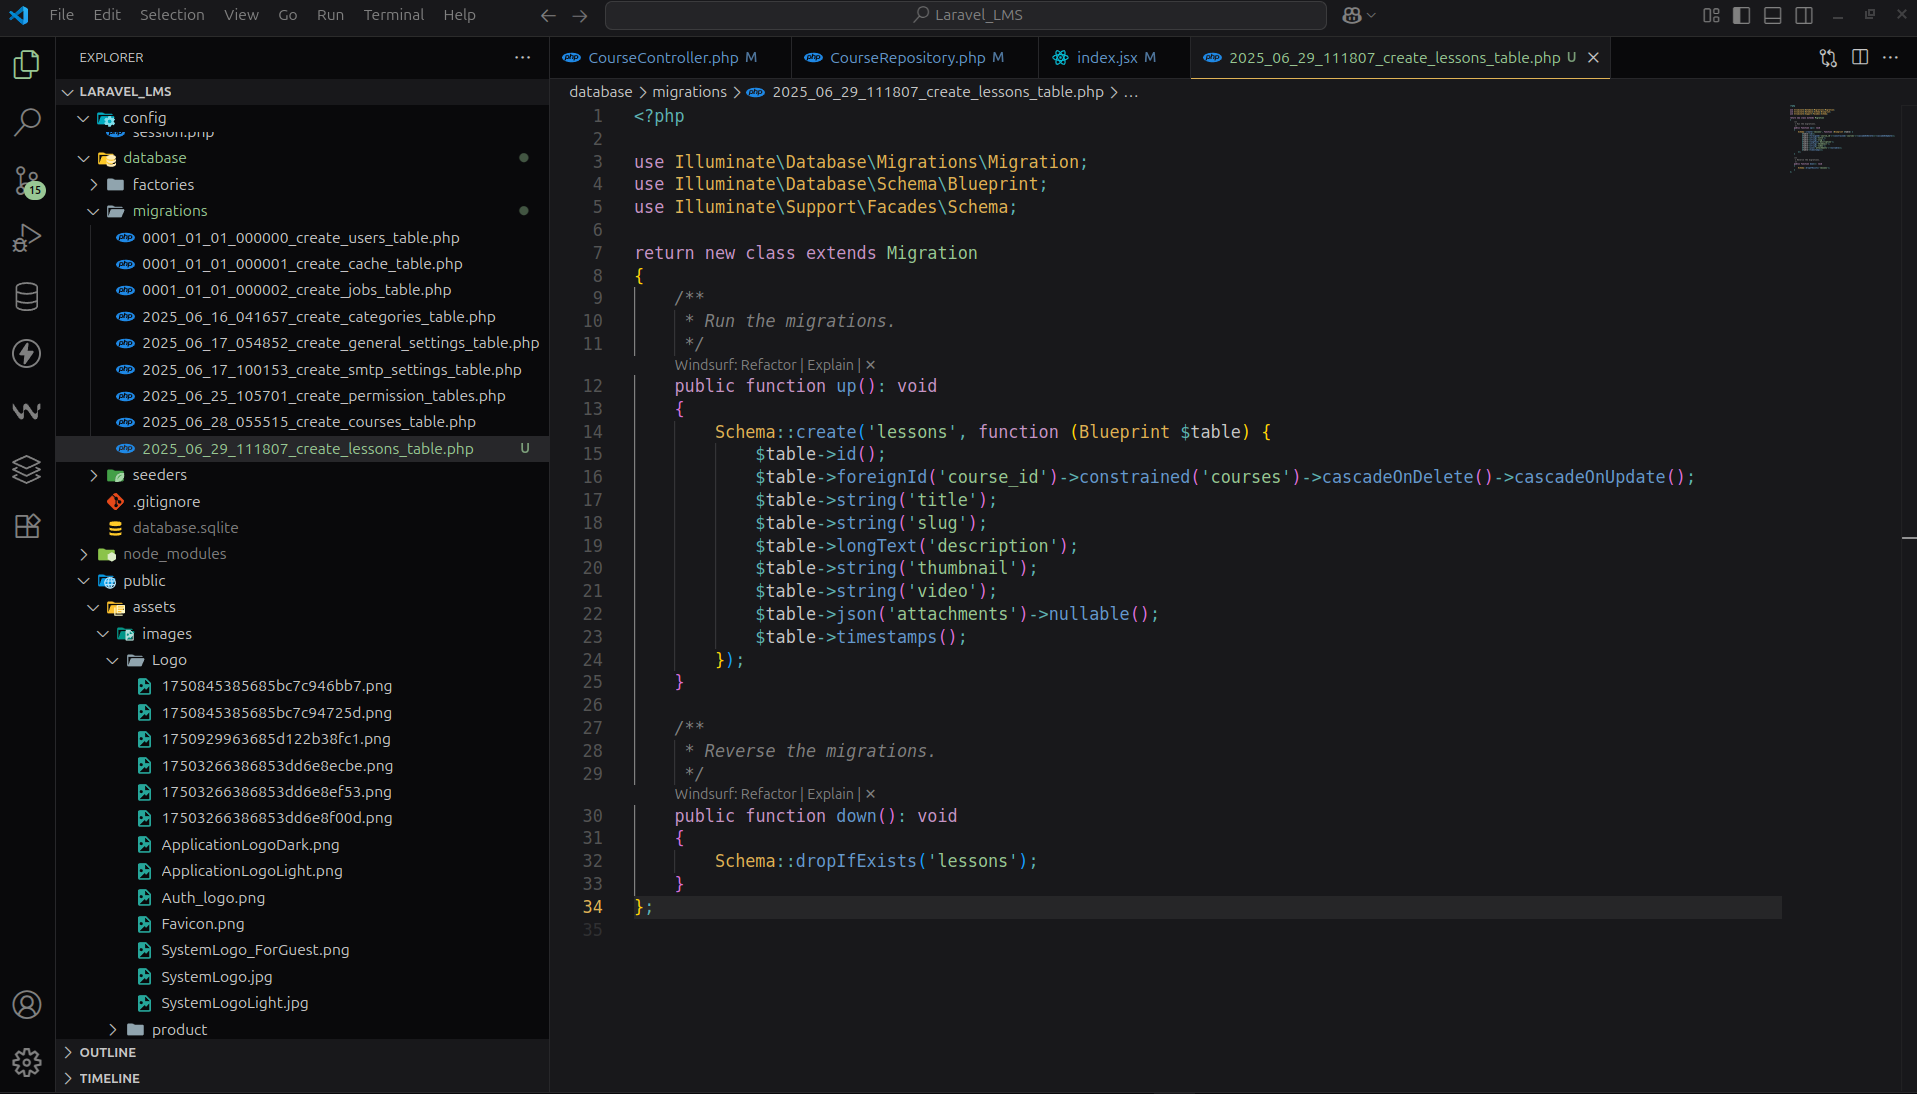 File Edit Selection View Go Run Terminal Help
Laravel_LMS
EXPLORER
LARAVEL_LMS
config
session.php
database
factories
migrations
0001_01_01_000000_create_users_table.php
0001_01_01_000001_create_cache_table.php
0001_01_01_000002_create_jobs_table.php
2025_06_16_041657_create_categories_table.php
2025_06_17_054852_create_general_settings_table.php
2025_06_17_100153_create_smtp_settings_table.php
2025_06_25_105701_create_permission_tables.php
2025_06_28_055515_create_courses_table.php
2025_06_29_111807_create_lessons_table.php U
seeders
.gitignore
database.sqlite
node_modules
public
assets
images
Logo
1750845385685bc7c946bb7.png
1750845385685bc7c94725d.png
1750929963685d122b38fc1.png
17503266386853dd6e8ecbe.png
17503266386853dd6e8ef53.png
17503266386853dd6e8f00d.png
ApplicationLogoDark.png
ApplicationLogoLight.png
Auth_logo.png
Favicon.png
SystemLogo_ForGuest.png
SystemLogo.jpg
SystemLogoLight.jpg
product
OUTLINE
TIMELINE
15
php CourseController.php M php CourseRepository.php M index.jsx M php 2025_06_29_111807_create_lessons_table.php U
database > migrations > php 2025_06_29_111807_create_lessons_table.php > ...
1 <?php
2
3 use Illuminate\Database\Migrations\Migration;
4 use Illuminate\Database\Schema\Blueprint;
5 use Illuminate\Support\Facades\Schema;
6
7 return new class extends Migration
8 {
9 /**
10 * Run the migrations.
11 */
Windsurf: Refactor | Explain | ×
12 public function up(): void
13 {
14 Schema::create('lessons', function (Blueprint $table) {
15 $table->id();
16 $table->foreignId('course_id')->constrained('courses')->cascadeOnDelete()->cascadeOnUpdate();
17 $table->string('title');
18 $table->string('slug');
19 $table->longText('description');
20 $table->string('thumbnail');
21 $table->string('video');
22 $table->json('attachments')->nullable();
23 $table->timestamps();
24 });
25 }
26
27 /**
28 * Reverse the migrations.
29 */
Windsurf: Refactor | Explain | ×
30 public function down(): void
31 {
32 Schema::dropIfExists('lessons');
33 }
34 };
35